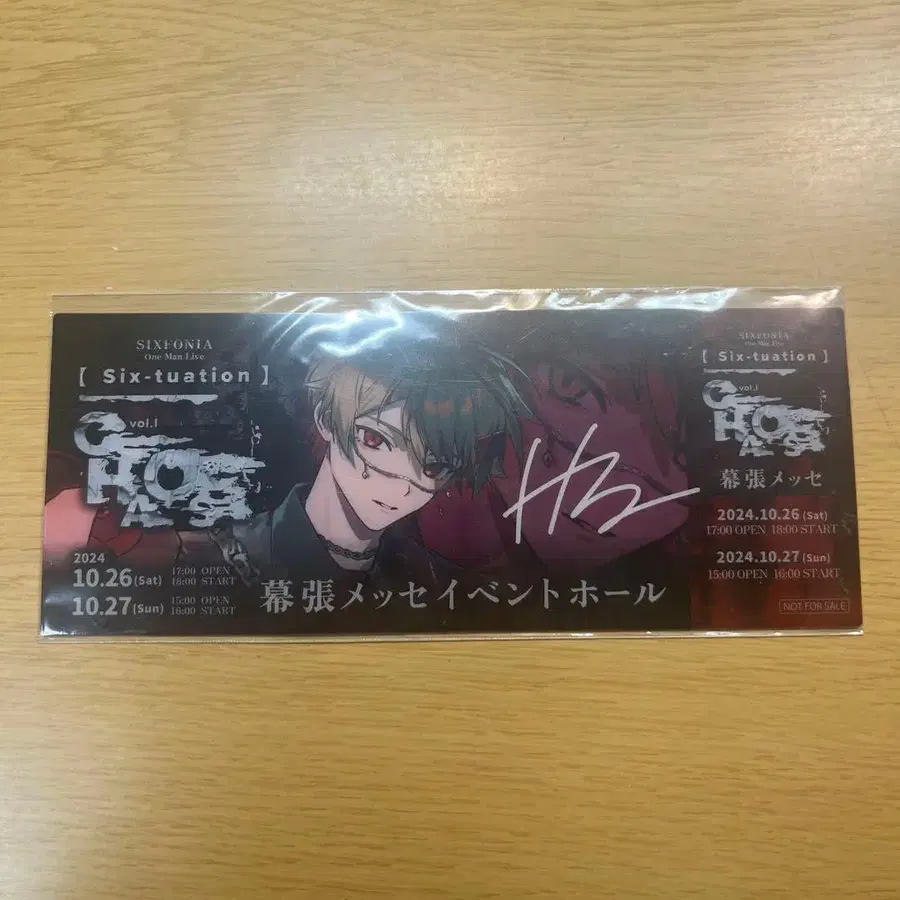 SIXFONIA
One Man Live
【 Six-tuation 】
vol.1
CHAOS
2024
10.26(Sat) 17:00 OPEN 18:00 START
10.27(Sun) 15:00 OPEN 16:00 START
幕張メッセイベントホール
SIXFONIA
One Man Live
【 Six-tuation 】
vol.1
CHAOS
幕張メッセ
2024.10.26(Sat)
17:00 OPEN 18:00 START
2024.10.27(Sun)
15:00 OPEN 16:00 START
NOT FOR SALE